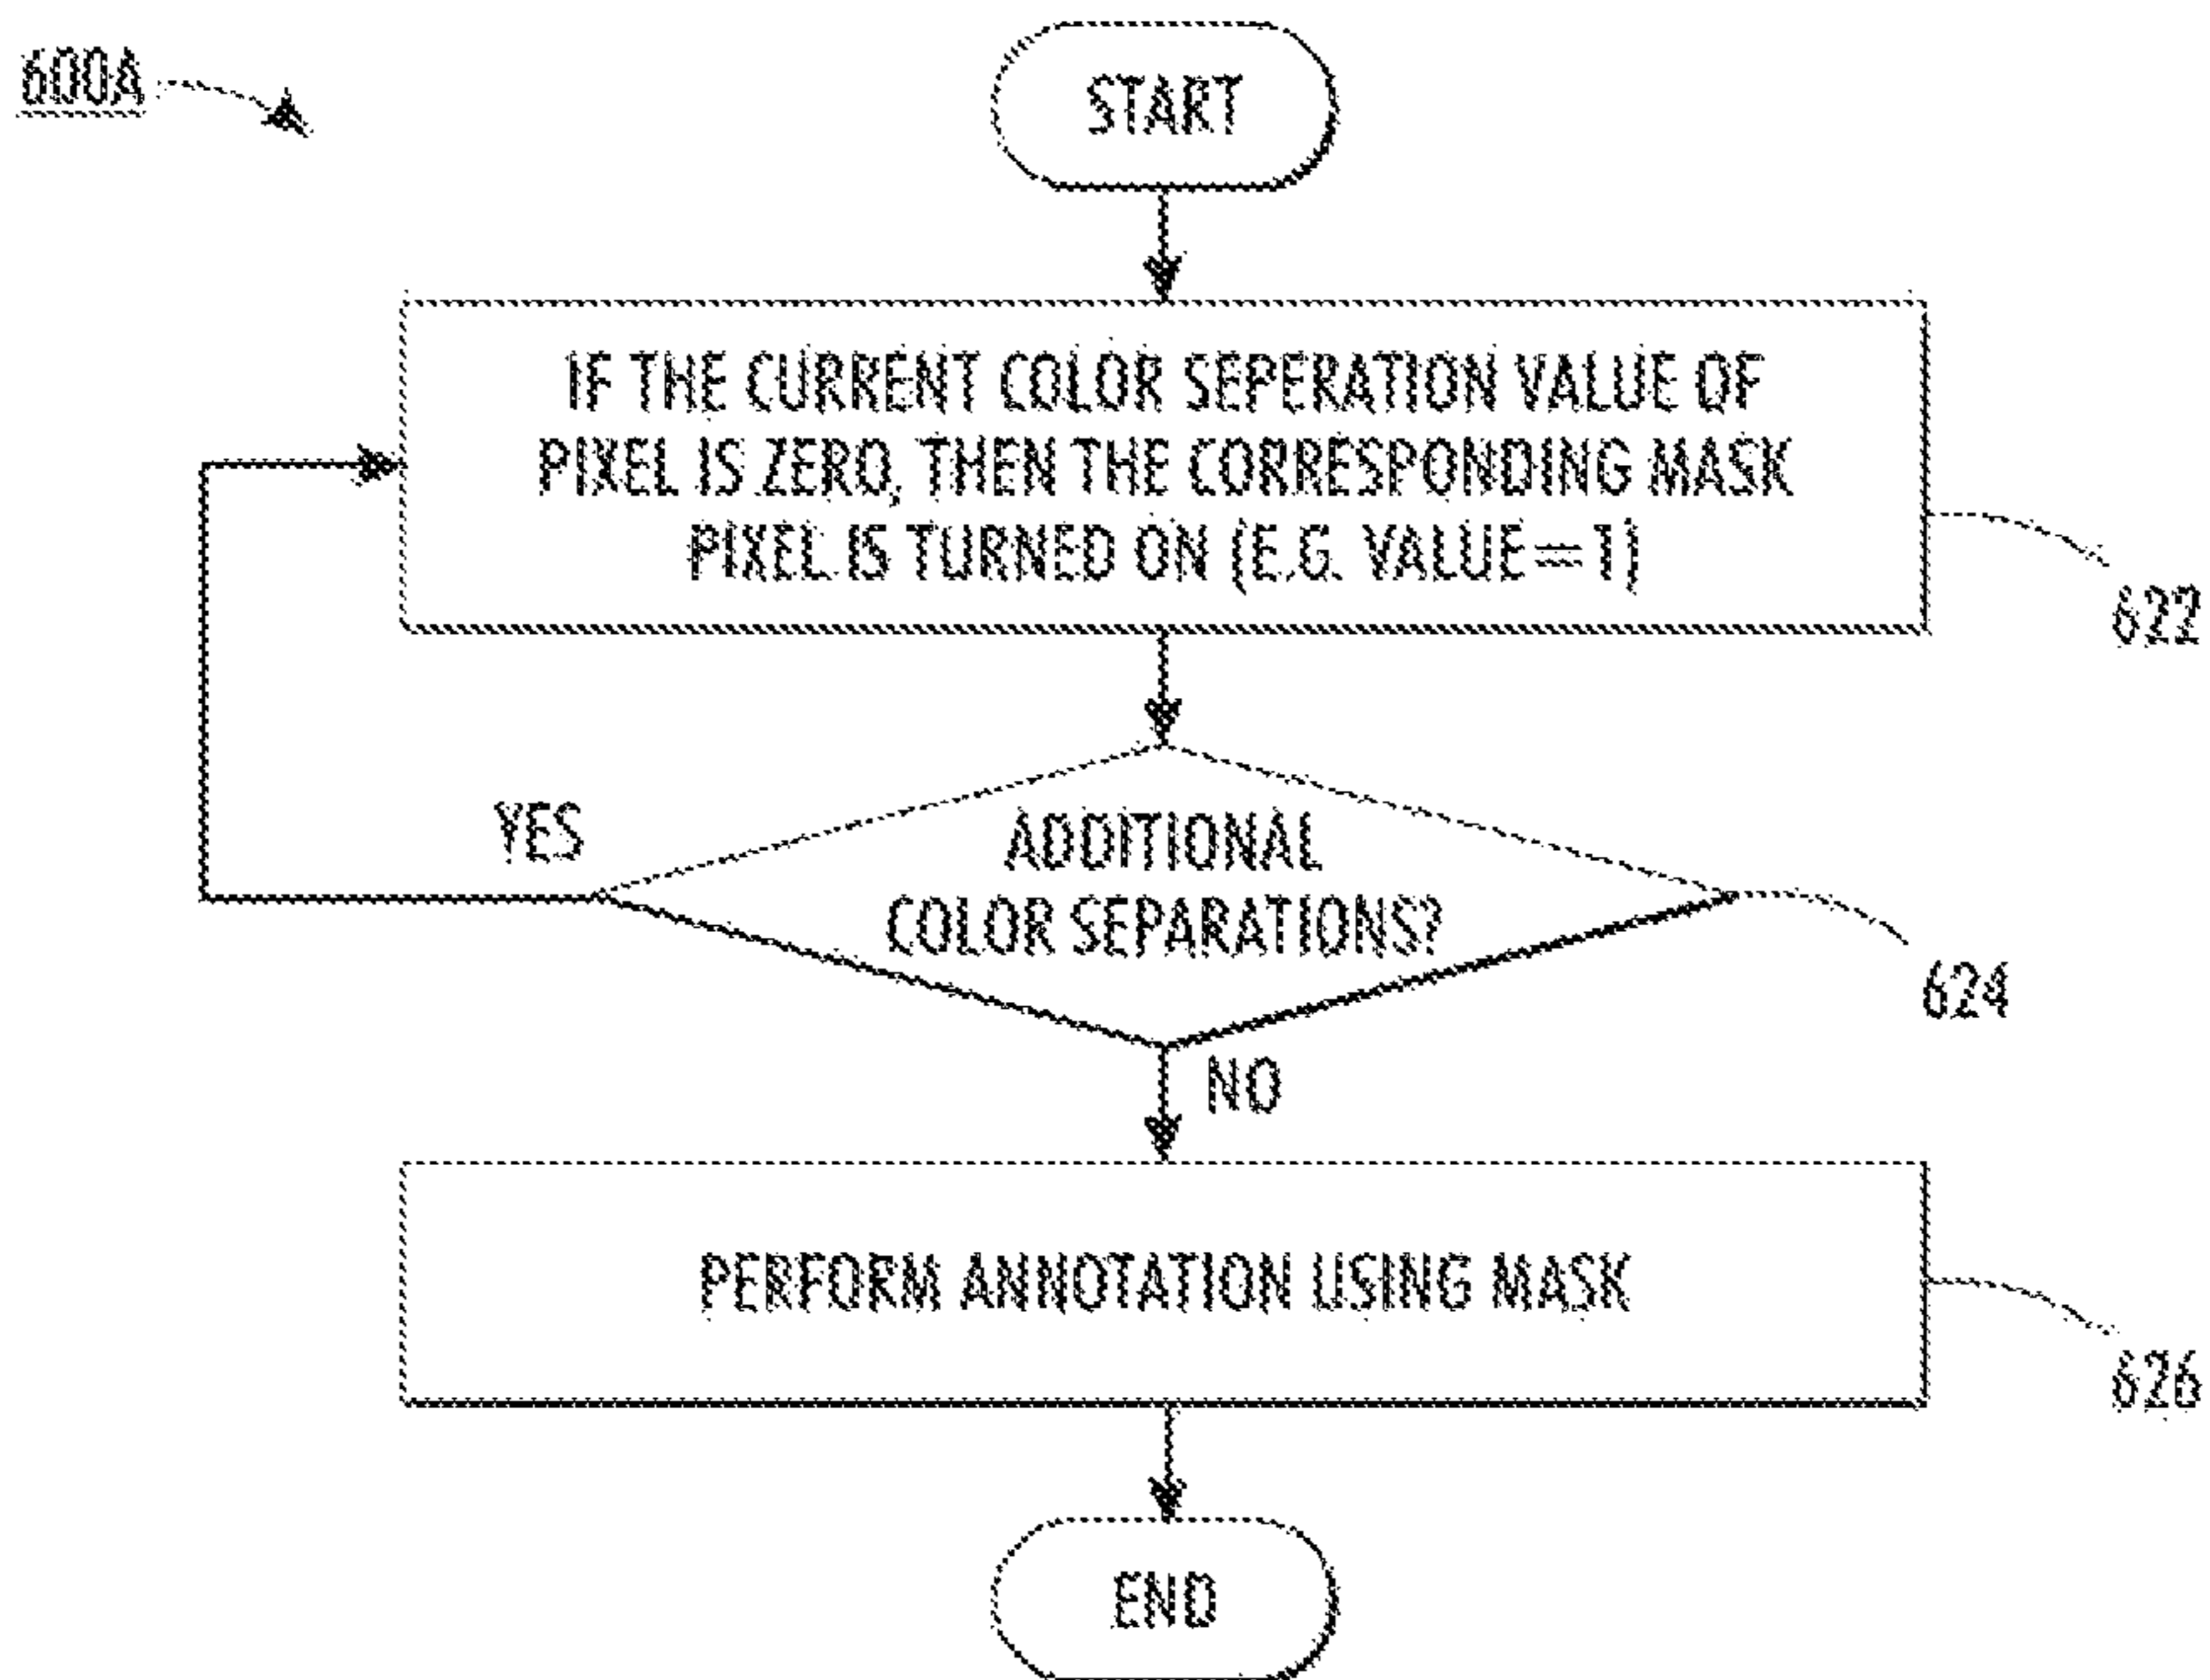 600A
START
IF THE CURRENT COLOR SEPERATION VALUE OF
PIXEL IS ZERO, THEN THE CORRESPONDING MASK
PIXEL IS TURNED ON (E.G. VALUE=1)
622
YES
ADDITIONAL
COLOR SEPARATIONS?
624
NO
PERFORM ANNOTATION USING MASK
626
END